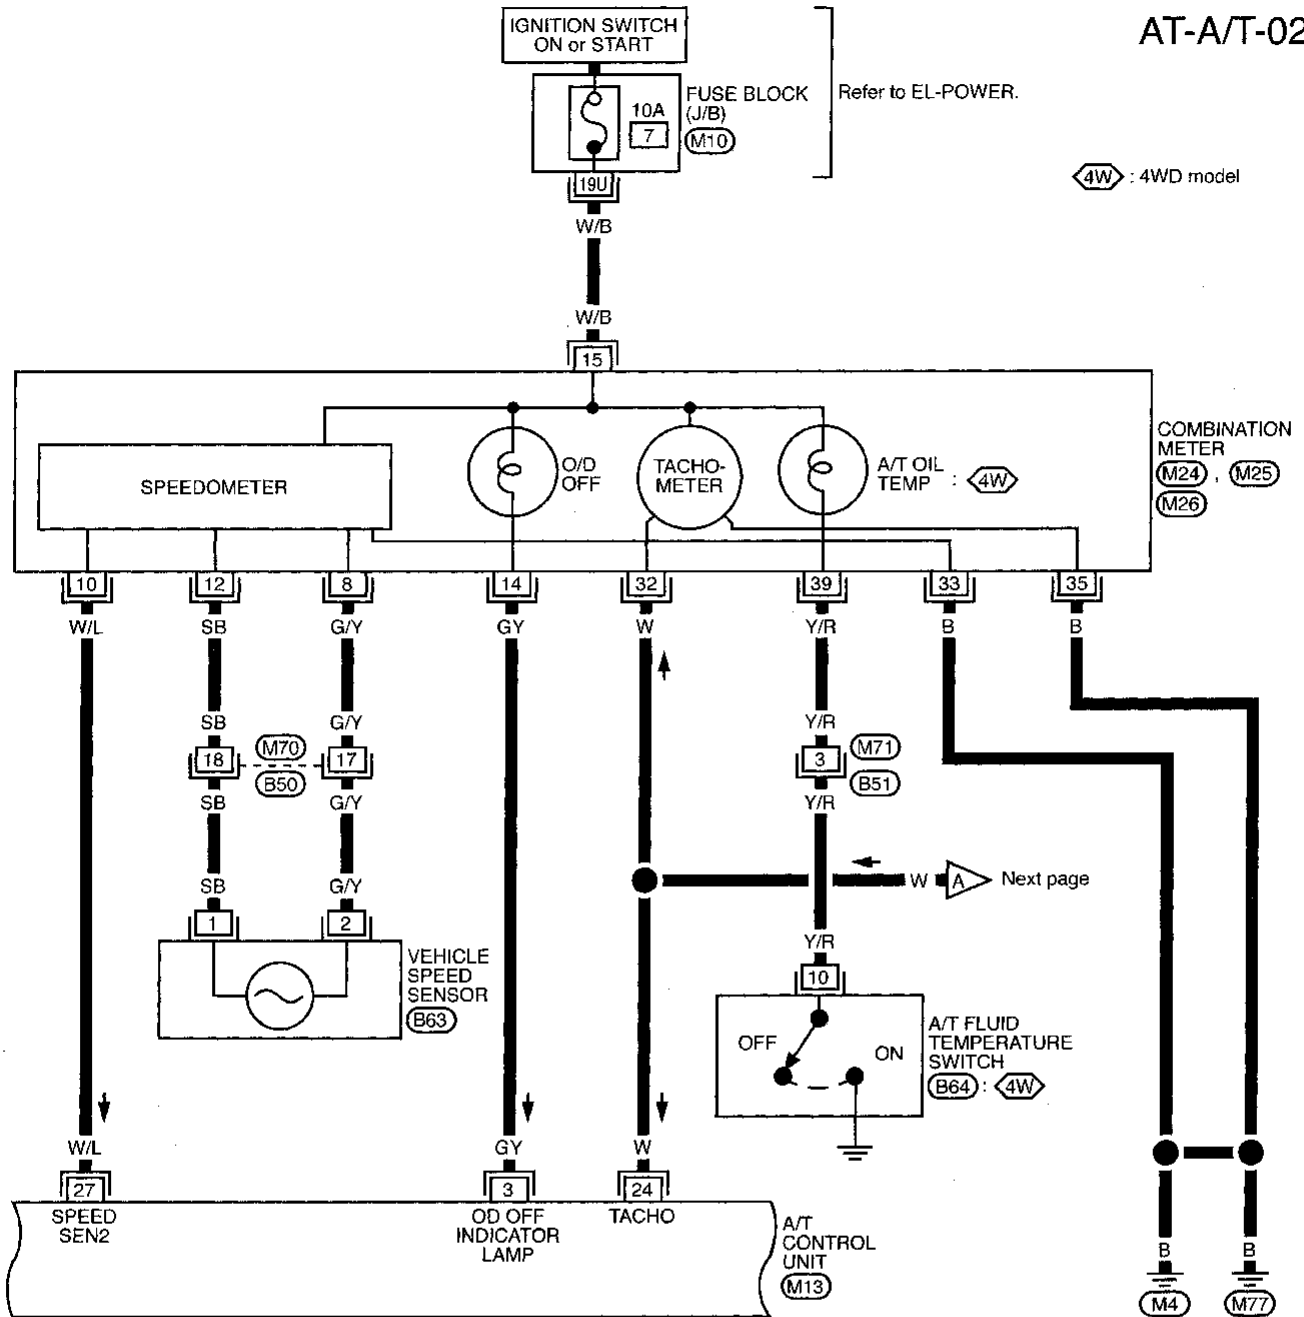 AT-A/T-02
IGNITION SWITCH
ON or START
FUSE BLOCK
(J/B)
M10
10A
7
Refer to EL-POWER.
4W : 4WD model
19U
W/B
W/B
15
COMBINATION
METER
M24 , M25
M26
SPEEDOMETER
O/D
OFF
TACHO-
METER
A/T OIL
TEMP : 4W
10 12 8 14 32 39 33 35
W/L SB G/Y GY W Y/R B B
SB G/Y Y/R
18 M70 17 3 M71
B50 B51
SB G/Y Y/R
SB G/Y W A Next page
1 2 Y/R
10
VEHICLE
SPEED
SENSOR
B63
OFF ON
A/T FLUID
TEMPERATURE
SWITCH
B64 : 4W
W/L GY W
27 3 24
SPEED
SEN2
OD OFF
INDICATOR
LAMP
TACHO
A/T
CONTROL
UNIT
M13
B B
M4 M77